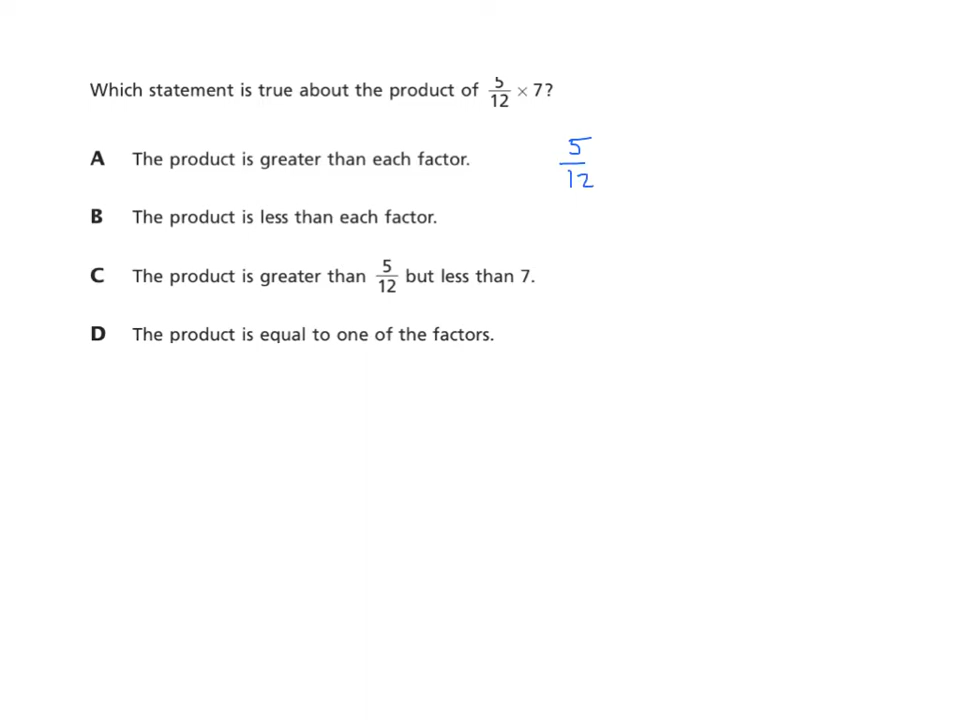 Which statement is true about the product of 5/12 × 7?
A The product is greater than each factor.
5/12
B The product is less than each factor.
C The product is greater than 5/12 but less than 7.
D The product is equal to one of the factors.